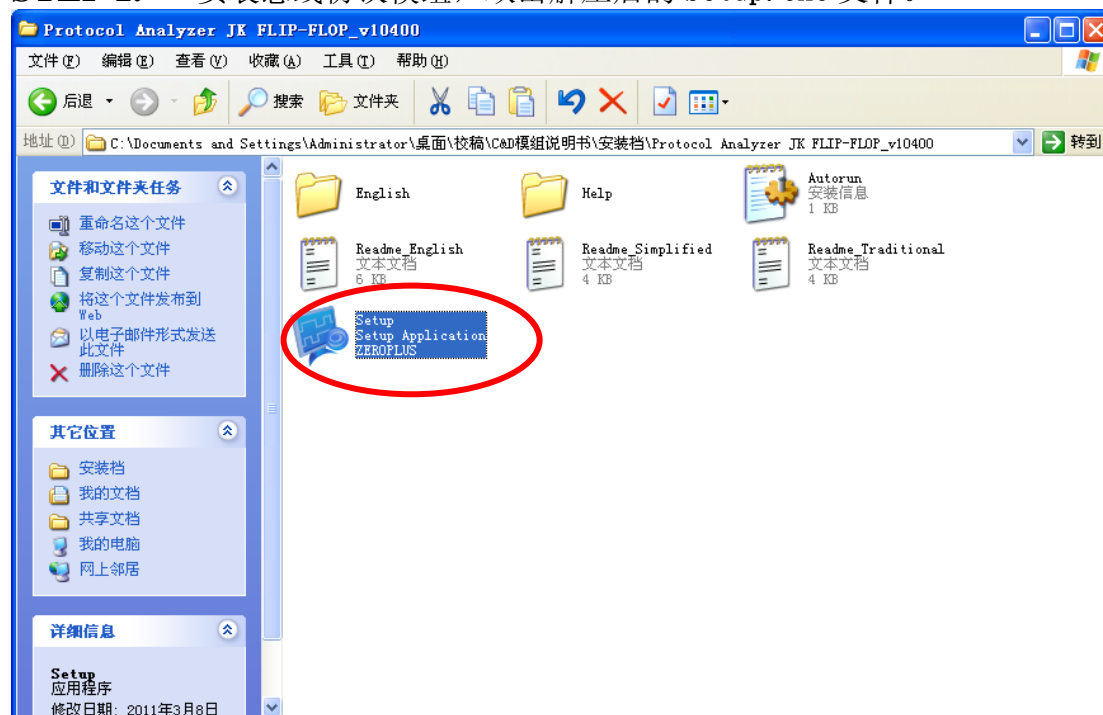 Protocol Analyzer JK FLIP-FLOP_v10400
文件(F) 编辑(E) 查看(V) 收藏(A) 工具(T) 帮助(H)
后退 搜索 文件夹
地址(D) C:\Documents and Settings\Administrator\桌面\校稿\C&D模组说明书\安装档\Protocol Analyzer JK FLIP-FLOP_v10400 转到
文件和文件夹任务
重命名这个文件
移动这个文件
复制这个文件
将这个文件发布到
Web
以电子邮件形式发送
此文件
删除这个文件
其它位置
安装档
我的文档
共享文档
我的电脑
网上邻居
详细信息
Setup
应用程序
修改日期: 2011年3月8日
English
Help
Autorun
安装信息
1 KB
Readme_English
文本文档
6 KB
Readme_Simplified
文本文档
4 KB
Readme_Traditional
文本文档
4 KB
Setup
Setup Application
ZEROPLUS